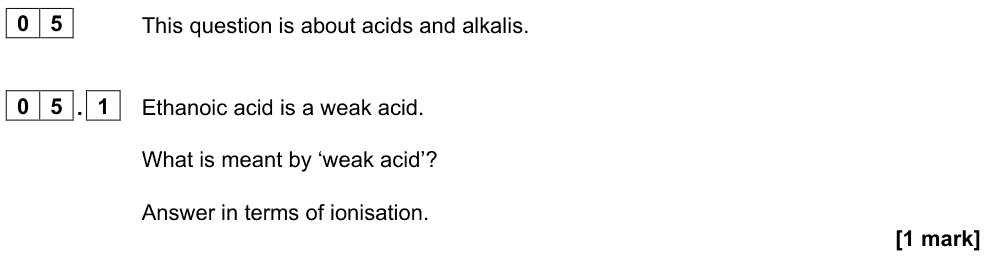 0 5 This question is about acids and alkalis.
0 5 . 1 Ethanoic acid is a weak acid.
What is meant by ‘weak acid’?
Answer in terms of ionisation.
[1 mark]